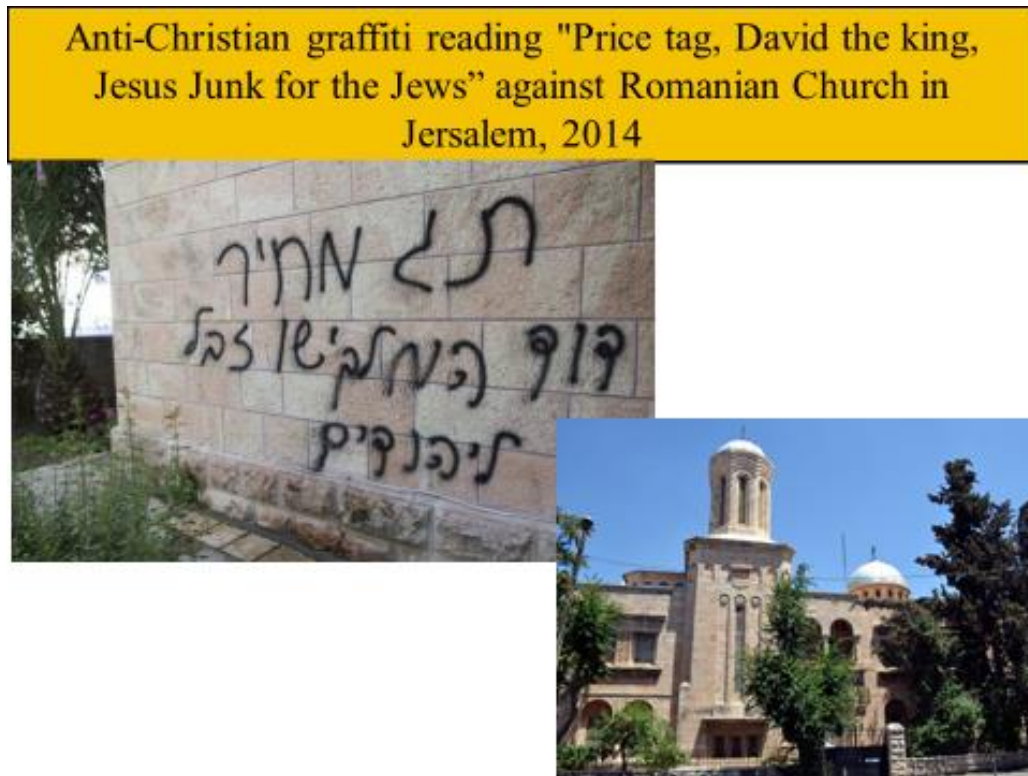 Anti-Christian graffiti reading "Price tag, David the king,
Jesus Junk for the Jews” against Romanian Church in
Jersalem, 2014
תג מחיר
דוד המלך ישו זבל
ליהודים